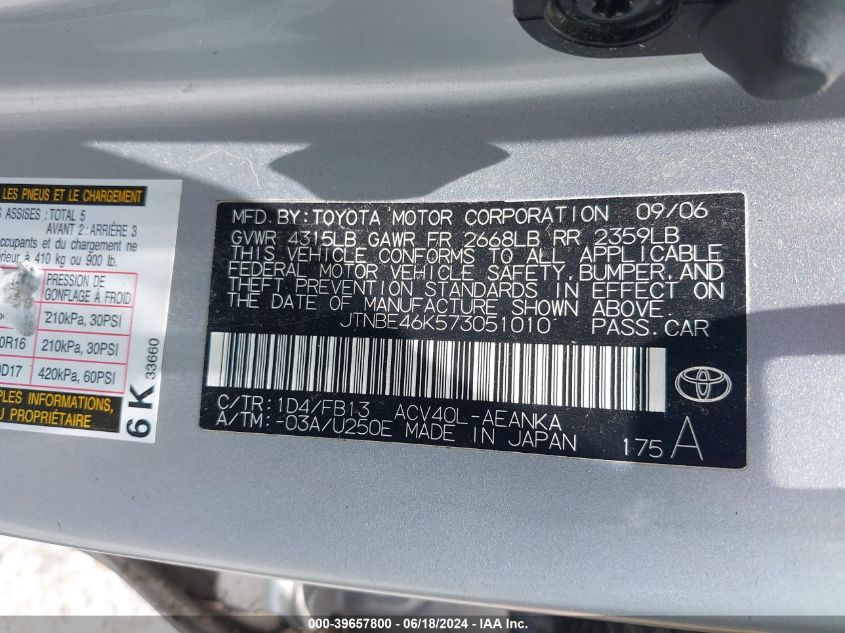 LES PNEUS ET LE CHARGEMENT
ASSISES: TOTAL 5
AVANT 2: ARRIÈRE 3
occupants et du chargement ne
à 410 kg ou 900 lb.
PRESSION DE
GONFLAGE À FROID
210kPa, 30PSI
0R16 210kPa, 30PSI
0D17 420kPa, 60PSI
PLUS INFORMATIONS,
DU PROPRIÉTAIRE
6 K 33660
MFD. BY: TOYOTA MOTOR CORPORATION 09/06
GVWR 4315LB GAWR FR 2668LB RR 2359LB
THIS VEHICLE CONFORMS TO ALL APPLICABLE
FEDERAL MOTOR VEHICLE SAFETY, BUMPER, AND
THEFT PREVENTION STANDARDS IN EFFECT ON
THE DATE OF MANUFACTURE SHOWN ABOVE.
JTNBE46K573051010 PASS. CAR
C/TR: 1D4/FB13 ACV40L-AEANKA
A/TM: -03A/U250E MADE IN JAPAN
175 A
000-39657800 - 06/18/2024 - IAA Inc.